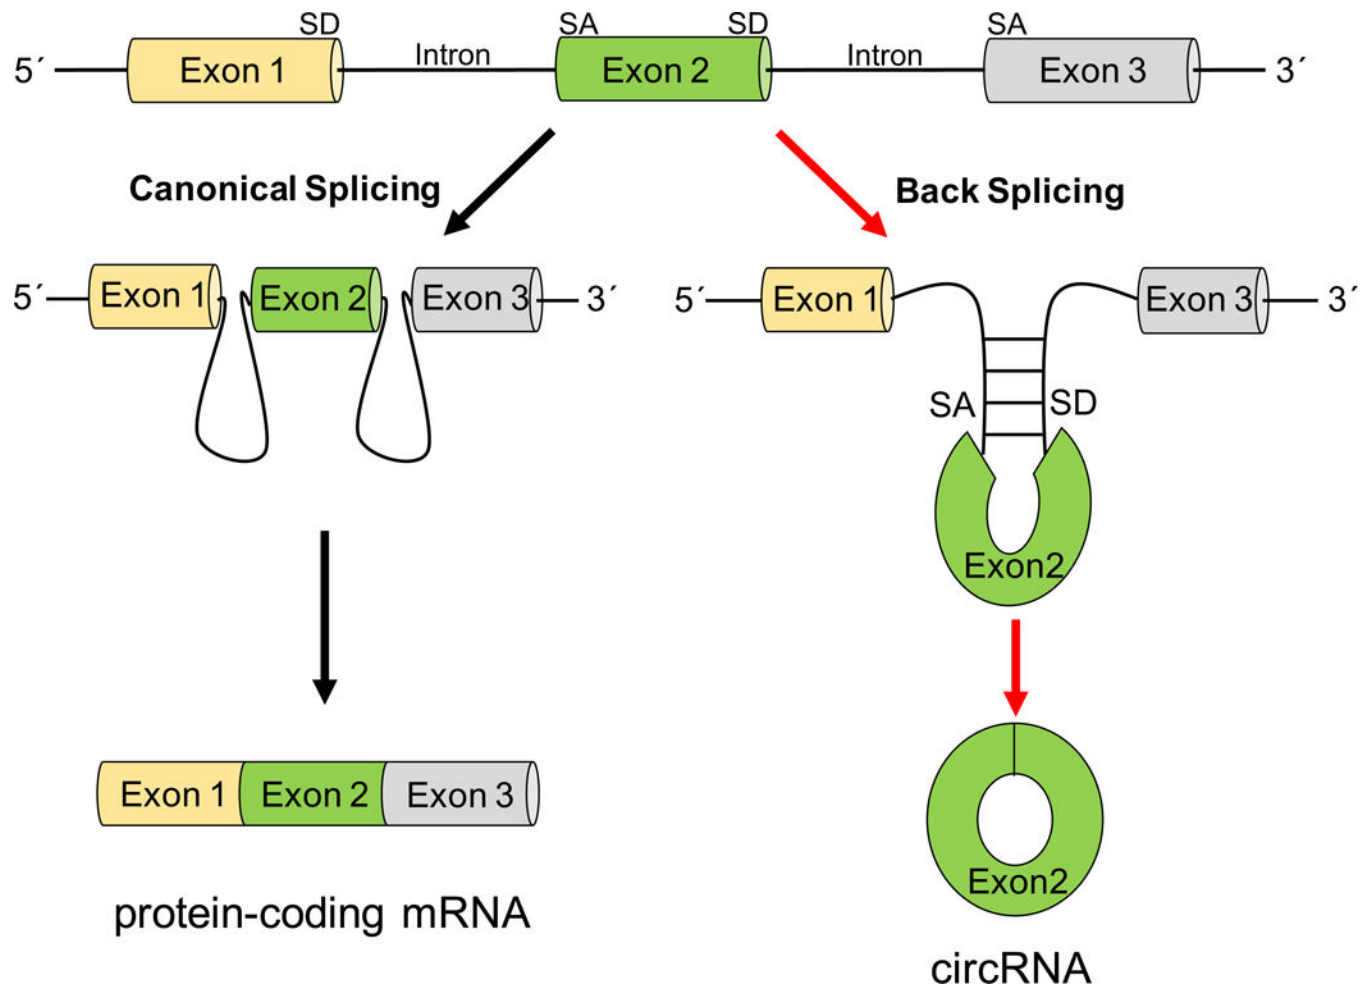 SD SA SD SA
5´ Exon 1 Intron Exon 2 Intron Exon 3 3´
Canonical Splicing
Back Splicing
5´ Exon 1 Exon 2 Exon 3 3´
5´ Exon 1 Exon 3 3´
SA SD
Exon2
Exon 1 Exon 2 Exon 3
Exon2
protein-coding mRNA
circRNA